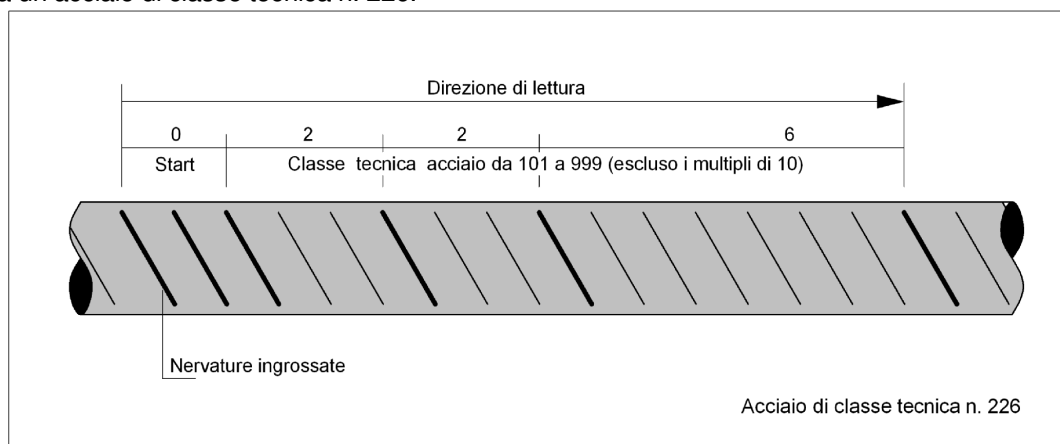 un acciaio di classe tecnica n. 226.
Direzione di lettura
0 2 2 6
Start Classe tecnica acciaio da 101 a 999 (escluso i multipli di 10)
Nervature ingrossate
Acciaio di classe tecnica n. 226